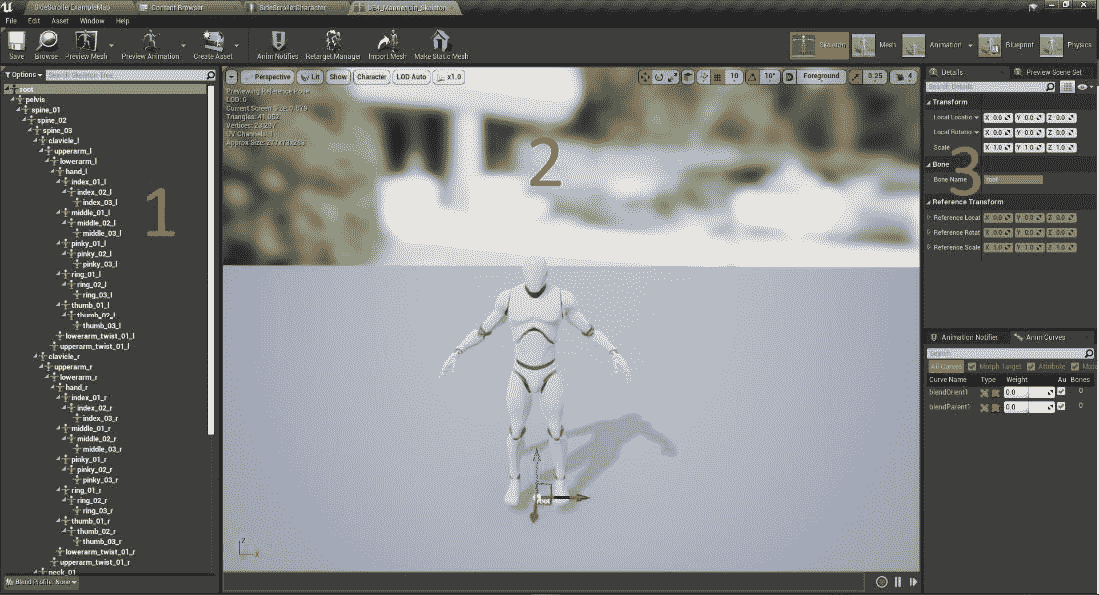 SideScrollerExampleMap Content Browser SideScrollerCharacter UE4_Mannequin_Skeleton
File Edit Asset Window Help
Save Browse Preview Mesh Preview Animation Create Asset Anim Notifies Retarget Manager Import Mesh Make Static Mesh Skeleton Mesh Animation Blueprint Physics
Options Search Skeleton Tree...
Perspective Lit Show Character LOD Auto x1.0 10 10° Foreground 0.25 4
Details Preview Scene Set
Search Details
root
pelvis
spine_01
spine_02
spine_03
clavicle_l
upperarm_l
lowerarm_l
hand_l
index_01_l
index_02_l
index_03_l
middle_01_l
middle_02_l
middle_03_l
pinky_01_l
pinky_02_l
pinky_03_l
ring_01_l
ring_02_l
ring_03_l
thumb_01_l
thumb_02_l
thumb_03_l
lowerarm_twist_01_l
upperarm_twist_01_l
clavicle_r
upperarm_r
lowerarm_r
hand_r
index_01_r
index_02_r
index_03_r
middle_01_r
middle_02_r
middle_03_r
pinky_01_r
pinky_02_r
pinky_03_r
ring_01_r
ring_02_r
ring_03_r
thumb_01_r
thumb_02_r
thumb_03_r
lowerarm_twist_01_r
upperarm_twist_01_r
neck_01
Blend Profile: None
1
Previewing Reference Pose
LOD: 0
Current Screen Size:
Triangles: 41,052
Vertices: 23,297
UV Channels: 1
Approx Size:
2
root
Z
X
Transform
Local Locatio X 0.0 Y 0.0 Z 0.0
Local Rotatio X 0.0 Y 0.0 Z 0.0
Scale X 1.0 Y 1.0 Z 1.0
Bone
Bone Name root
3
Reference Transform
Reference Locat X 0.0 Y 0.0 Z 0.0
Reference Rotat X 0.0 Y 0.0 Z 0.0
Reference Scale X 1.0 Y 1.0 Z 1.0
Animation Notifies Anim Curves
Search
All Curves Morph Target Attribute Mate
Curve Name Type Weight Au Bones
blendOrient1 0.0 0
blendParent1 0.0 0